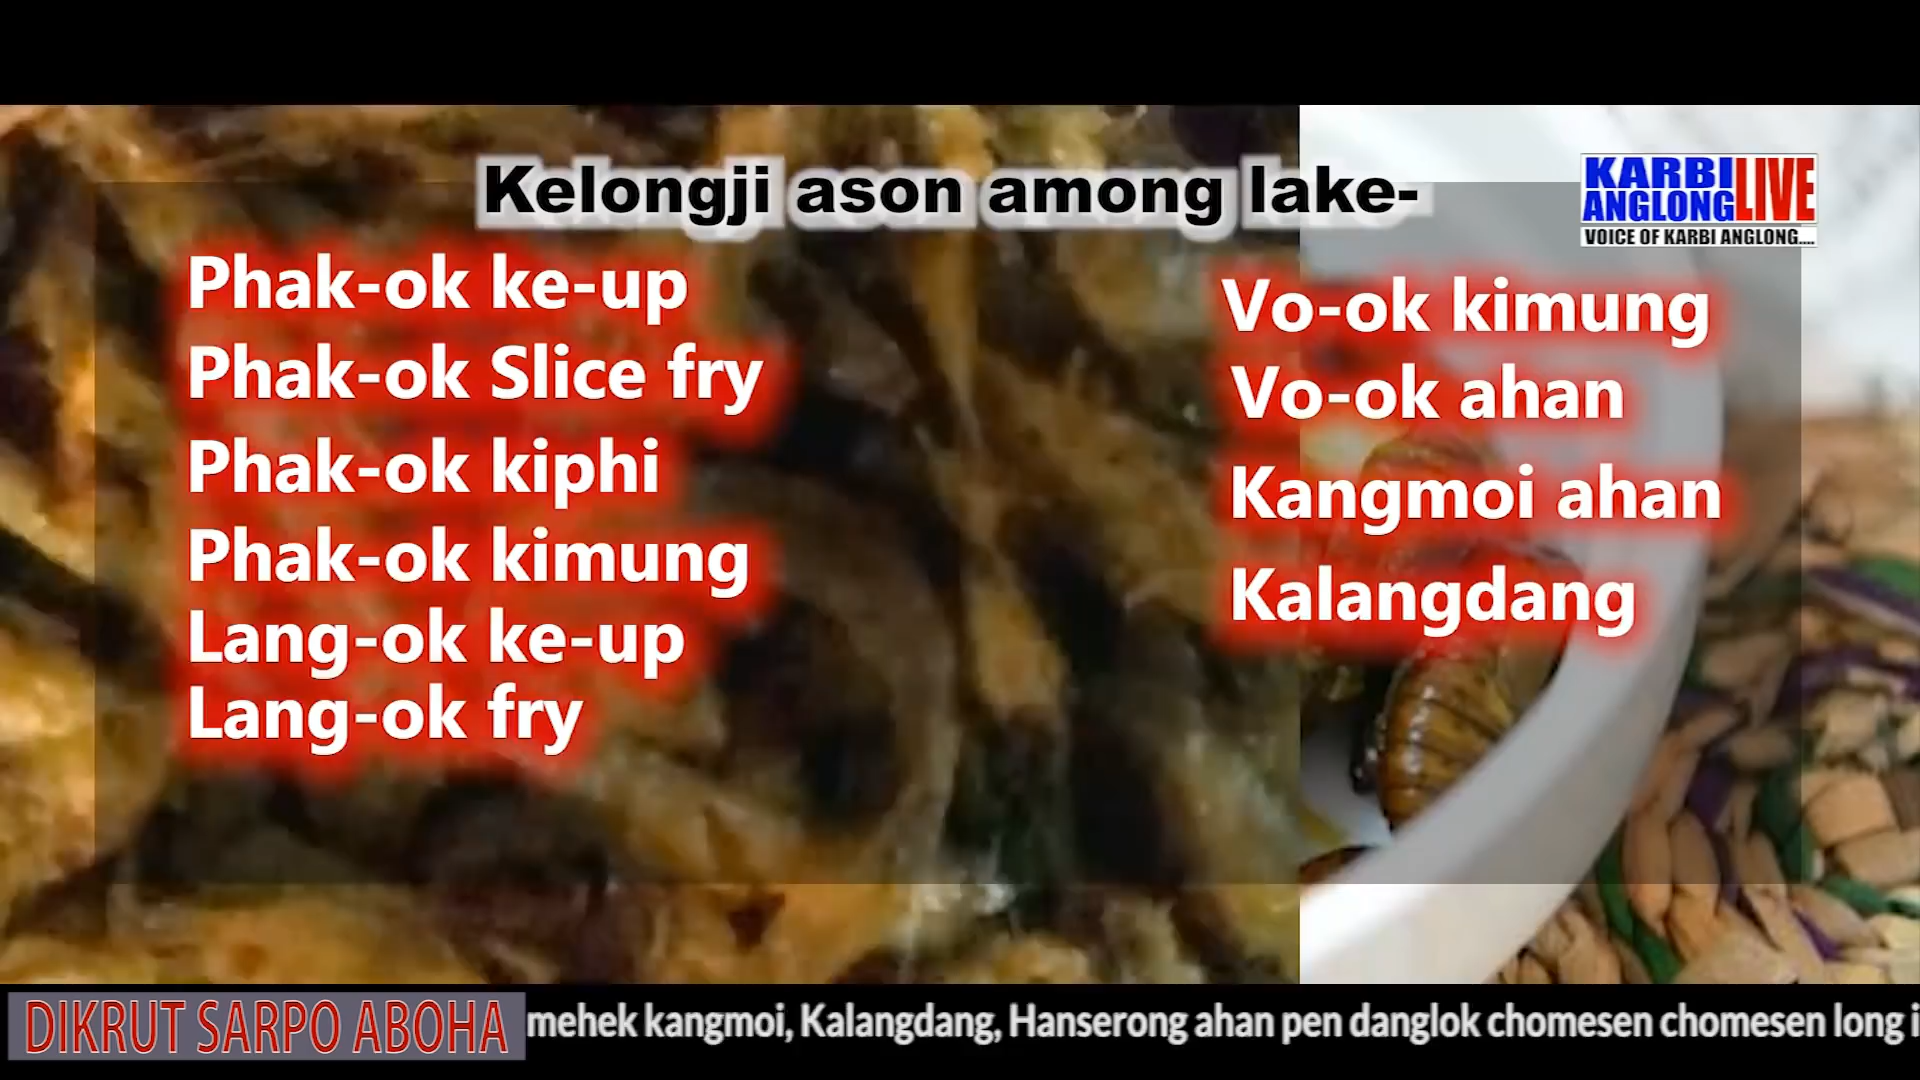 Kelongji ason among lake-
KARBI
ANGLONG
LIVE
VOICE OF KARBI ANGLONG....
Phak-ok ke-up
Phak-ok Slice fry
Phak-ok kiphi
Phak-ok kimung
Lang-ok ke-up
Lang-ok fry
Vo-ok kimung
Vo-ok ahan
Kangmoi ahan
Kalangdang
DIKRUT SARPO ABOHA
mehek kangmoi, Kalangdang, Hanserong ahan pen danglok chomesen chomesen long i